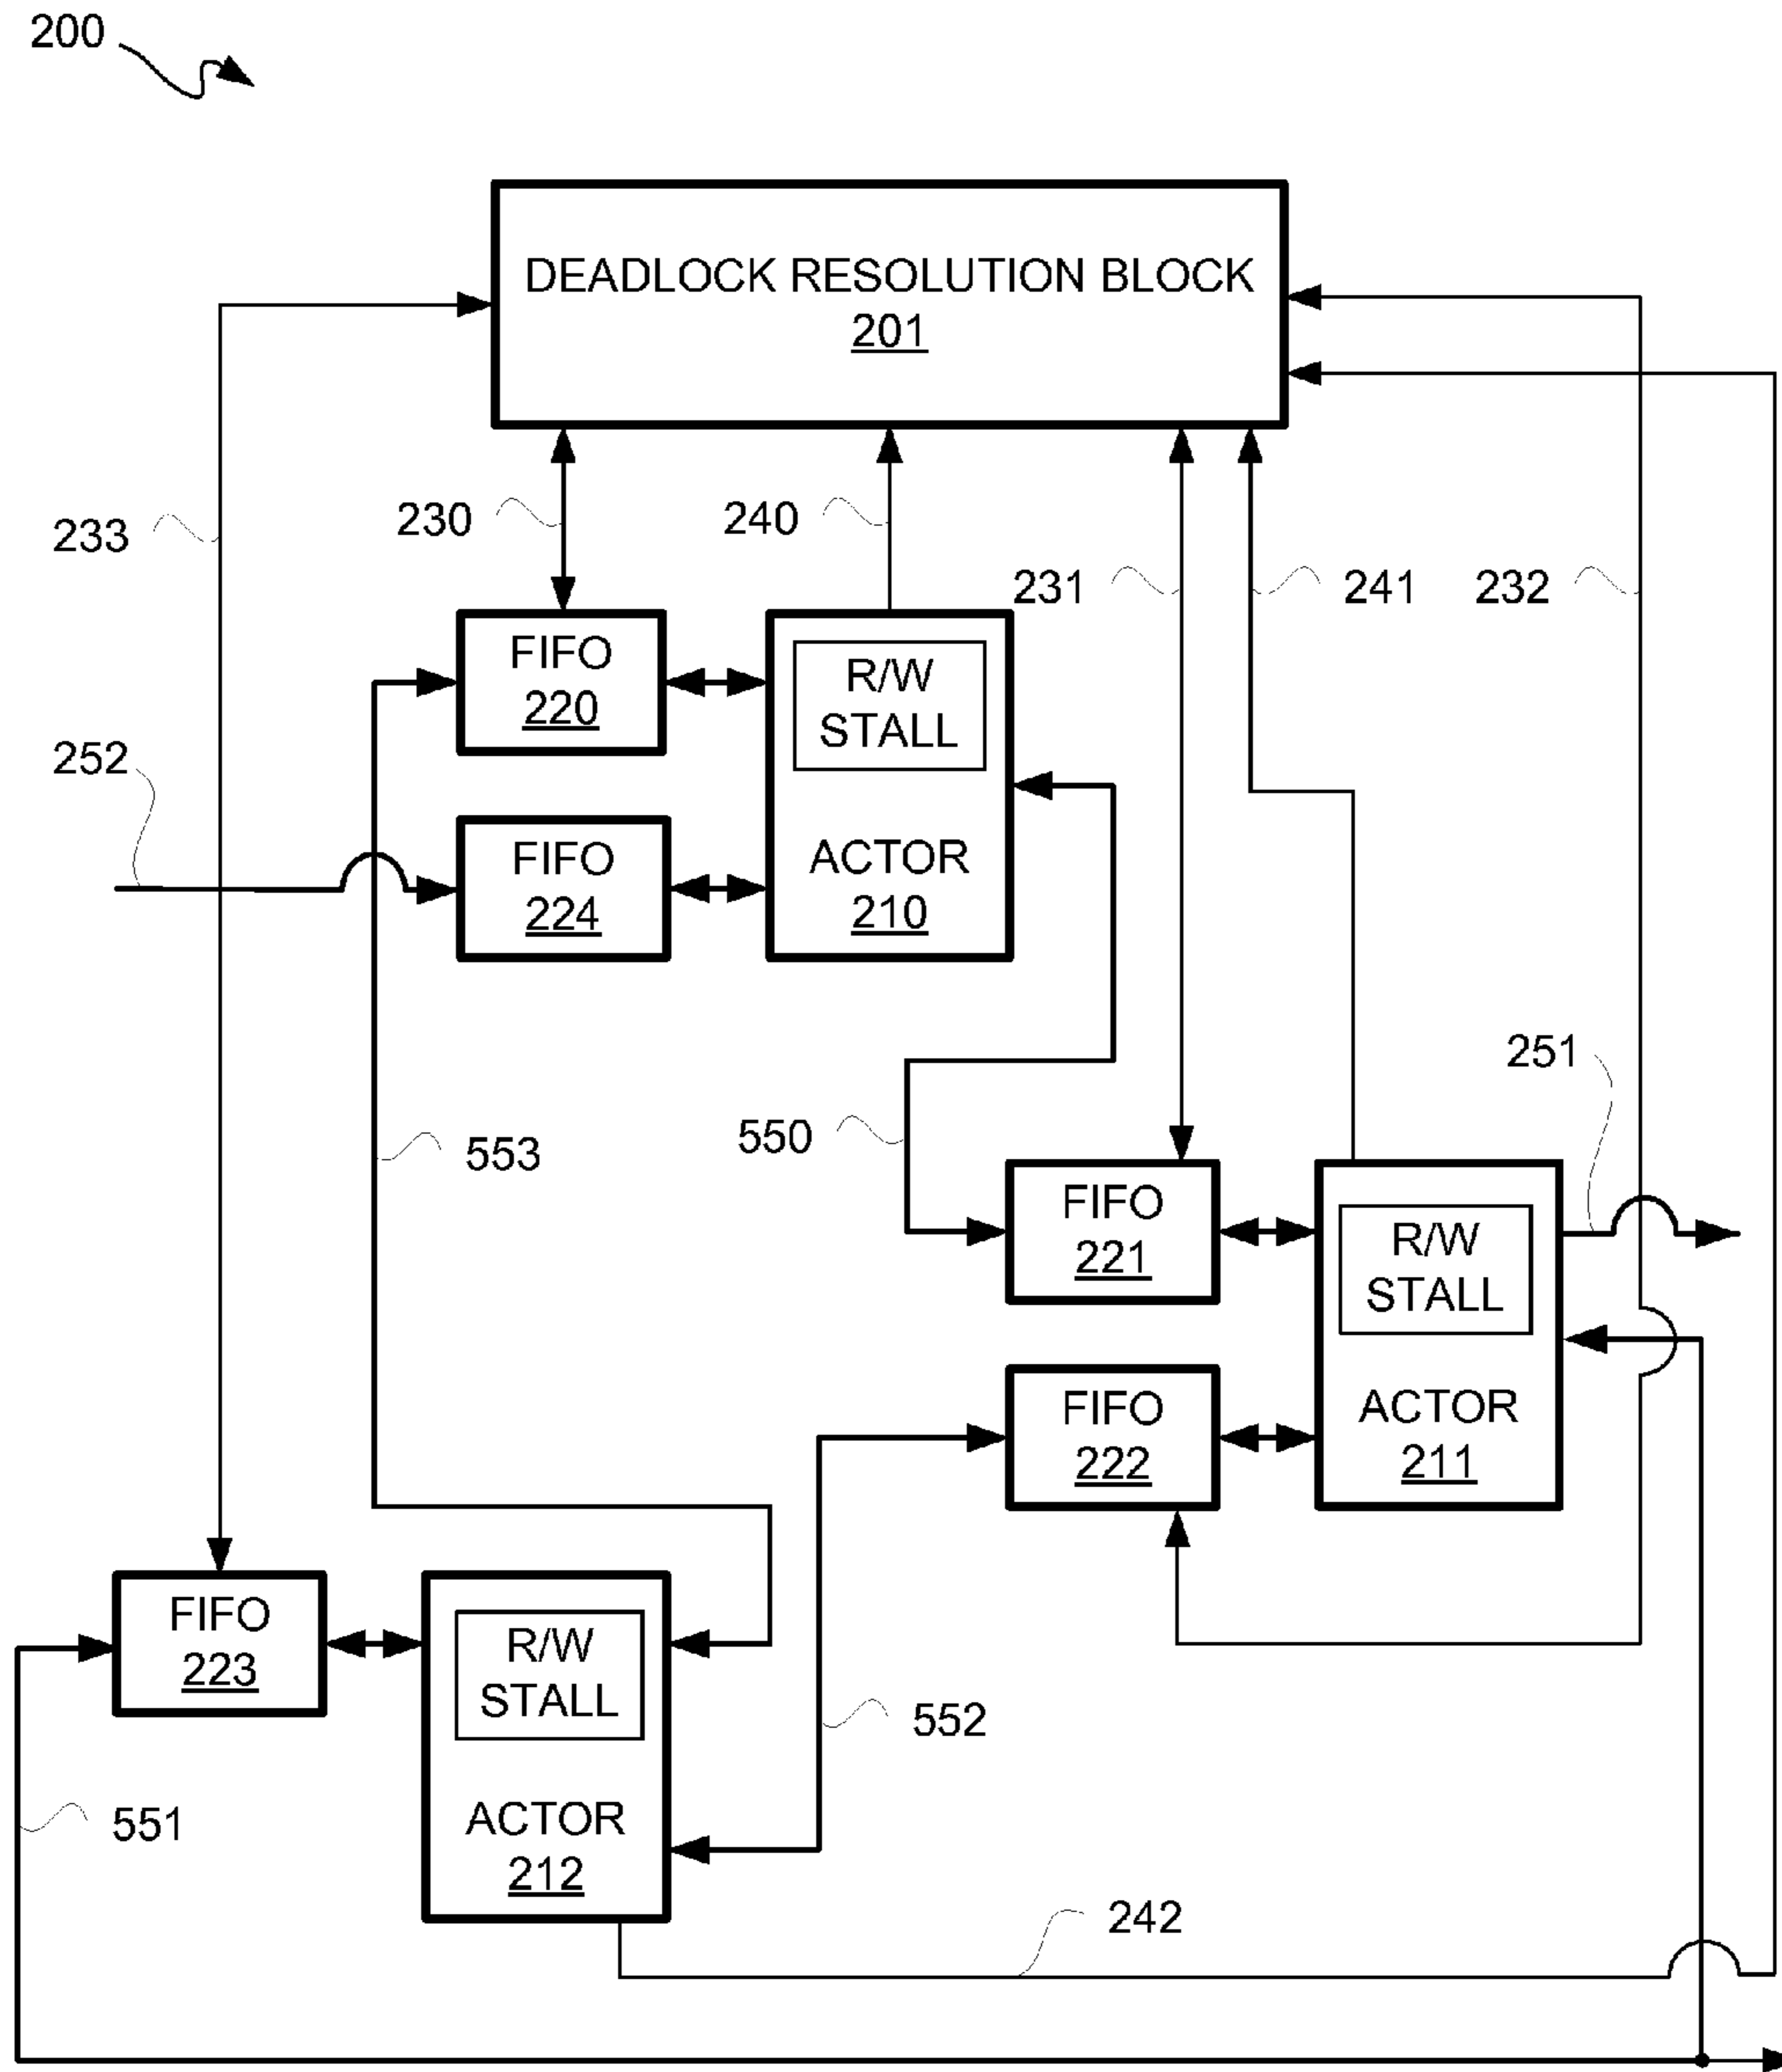 200
DEADLOCK RESOLUTION BLOCK
201
233
230
240
231
241
232
FIFO
220
R/W
STALL
252
FIFO
224
ACTOR
210
251
550
553
FIFO
221
R/W
STALL
FIFO
222
ACTOR
211
FIFO
223
R/W
STALL
552
551
ACTOR
212
242